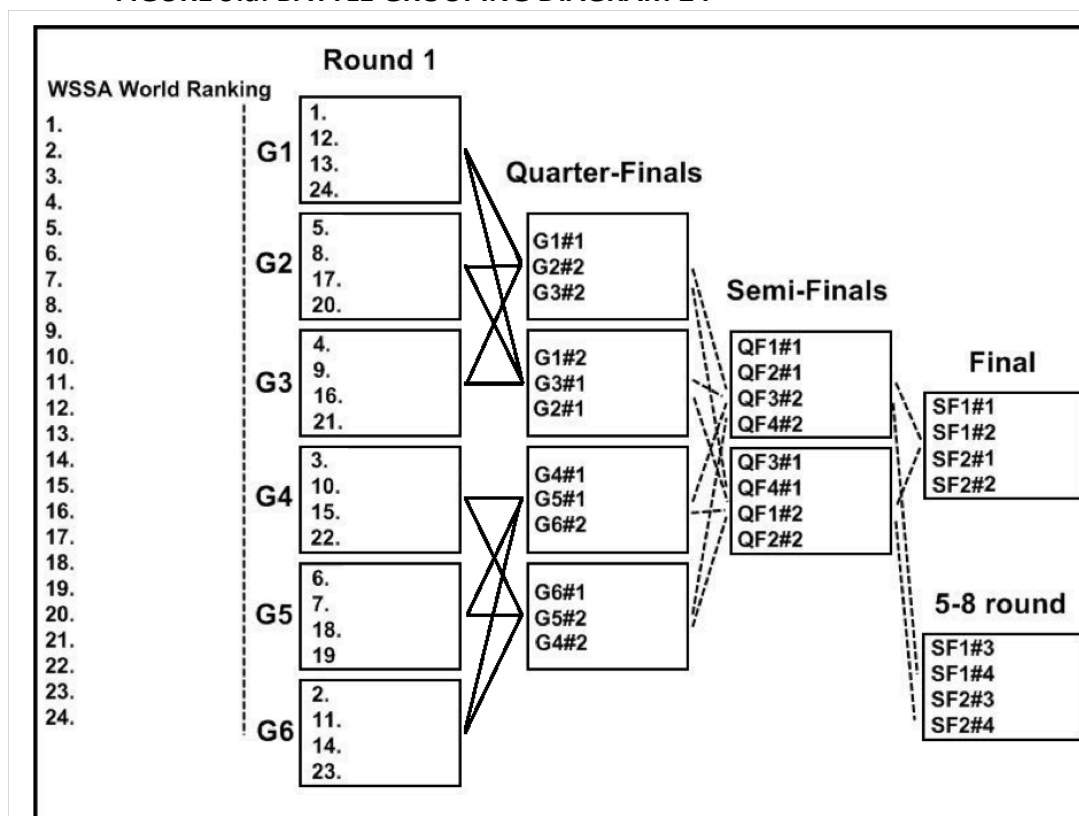 FIGURE 9.a: BATTLE GROUPING DIAGRAM 24
Round 1
WSSA World Ranking
1.
2.
3.
4.
5.
6.
7.
8.
9.
10.
11.
12.
13.
14.
15.
16.
17.
18.
19.
20.
21.
22.
23.
24.
G1
1.
12.
13.
24.
G2
5.
8.
17.
20.
G3
4.
9.
16.
21.
G4
3.
10.
15.
22.
G5
6.
7.
18.
19
G6
2.
11.
14.
23.
Quarter-Finals
G1#1
G2#2
G3#2
G1#2
G3#1
G2#1
G4#1
G5#1
G6#2
G6#1
G5#2
G4#2
Semi-Finals
QF1#1
QF2#1
QF3#2
QF4#2
QF3#1
QF4#1
QF1#2
QF2#2
Final
SF1#1
SF1#2
SF2#1
SF2#2
5-8 round
SF1#3
SF1#4
SF2#3
SF2#4